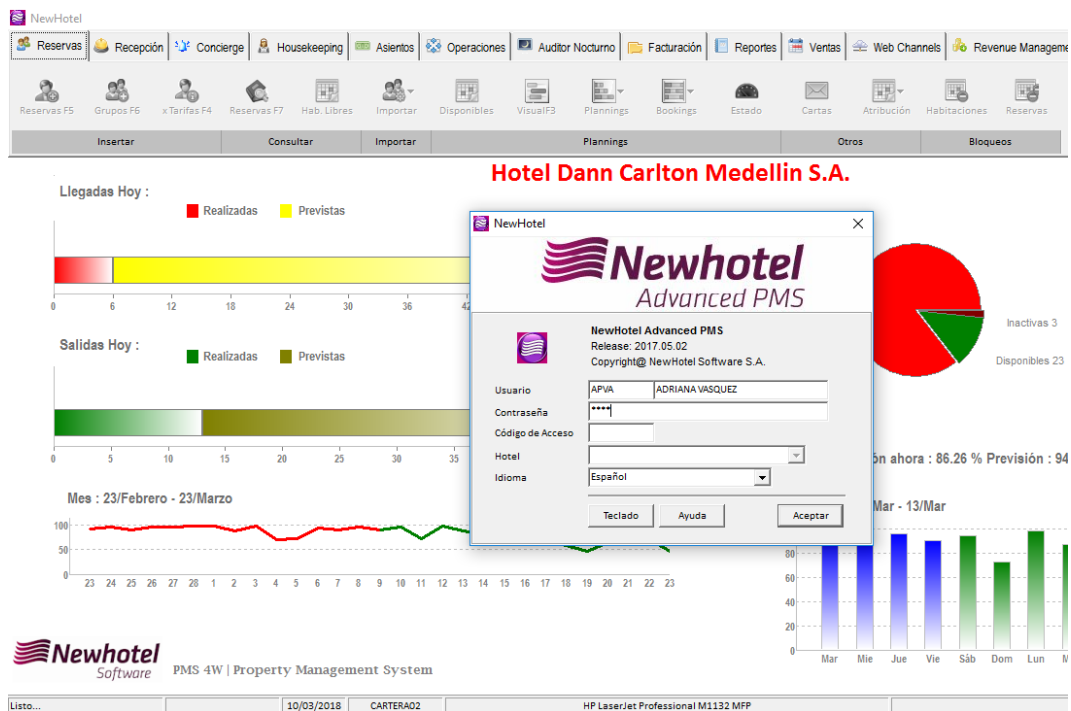 NewHotel
Reservas Recepción Concierge Housekeeping Asientos Operaciones Auditor Nocturno Facturación Reportes Ventas Web Channels Revenue Manageme
Reservas F5 Grupos F6 x Tarifas F4 Reservas F7 Hab. Libres Importar Disponibles VisualF3 Plannings Bookings Estado Cartas Atribución Habitaciones Reservas
Insertar Consultar Importar Plannings Otros Bloqueos
Hotel Dann Carlton Medellin S.A.
Llegadas Hoy :
Realizadas Previstas
0 6 12 18 24 30 36 42
Salidas Hoy :
Realizadas Previstas
0 5 10 15 20 25 30 35
Mes : 23/Febrero - 23/Marzo
100
50
0
23 24 25 26 27 28 1 2 3 4 5 6 7 8 9 10 11 12 13 14 15 16 17 18 19 20 21 22 23
NewHotel
Newhotel
Advanced PMS
NewHotel Advanced PMS
Release: 2017.05.02
Copyright@ NewHotel Software S.A.
Usuario APVA ADRIANA VASQUEZ
Contraseña ****
Código de Acceso
Hotel
Idioma Español
Teclado Ayuda Aceptar
Inactivas 3
Disponibles 23
ón ahora : 86.26 % Previsión : 94
Mar - 13/Mar
80
60
40
20
0
Mar Mie Jue Vie Sáb Dom Lun M
Newhotel
Software
PMS 4W | Property Management System
Listo... 10/03/2018 CARTERA02 HP LaserJet Professional M1132 MFP